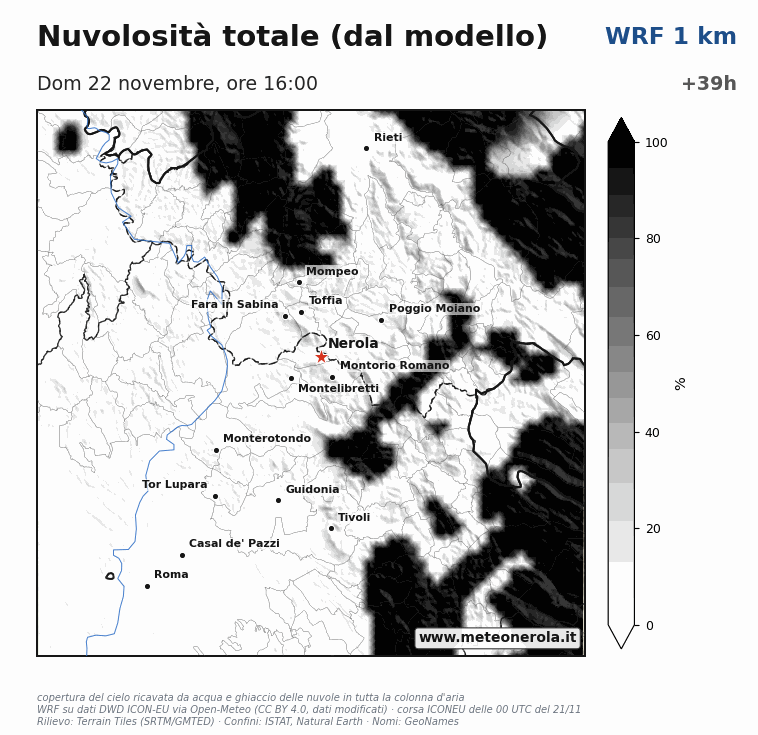 Nuvolosità totale (dal modello)
WRF 1 km
Dom 22 novembre, ore 16:00
+39h
Rieti
Mompeo
Fara in Sabina
Toffia
Poggio Moiano
Nerola
Montorio Romano
Montelibretti
Monterotondo
Tor Lupara
Guidonia
Tivoli
Casal de' Pazzi
Roma
www.meteonerola.it
100
80
60
40
20
0
%
copertura del cielo ricavata da acqua e ghiaccio delle nuvole in tutta la colonna d'aria
WRF su dati DWD ICON-EU via Open-Meteo (CC BY 4.0, dati modificati) · corsa ICONEU delle 00 UTC del 21/11
Rilievo: Terrain Tiles (SRTM/GMTED) · Confini: ISTAT, Natural Earth · Nomi: GeoNames